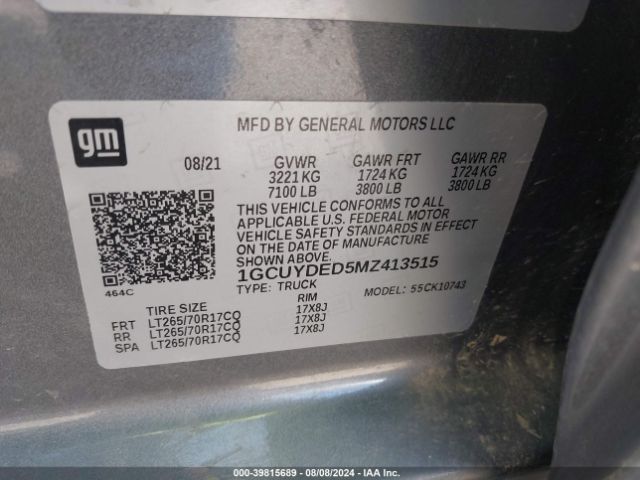 gm
MFD BY GENERAL MOTORS LLC
08/21 GVWR GAWR FRT GAWR RR
3221 KG 1724 KG 1724 KG
7100 LB 3800 LB 3800 LB
THIS VEHICLE CONFORMS TO ALL
APPLICABLE U.S. FEDERAL MOTOR
VEHICLE SAFETY STANDARDS IN EFFECT
ON THE DATE OF MANUFACTURE
SHOWN ABOVE.
1GCUYDED5MZ413515
464C
TYPE: TRUCK MODEL: 55CK10743
TIRE SIZE RIM
FRT LT265/70R17CQ 17X8J
RR LT265/70R17CQ 17X8J
SPA LT265/70R17CQ 17X8J
000-39815689 - 08/08/2024 - IAA Inc.